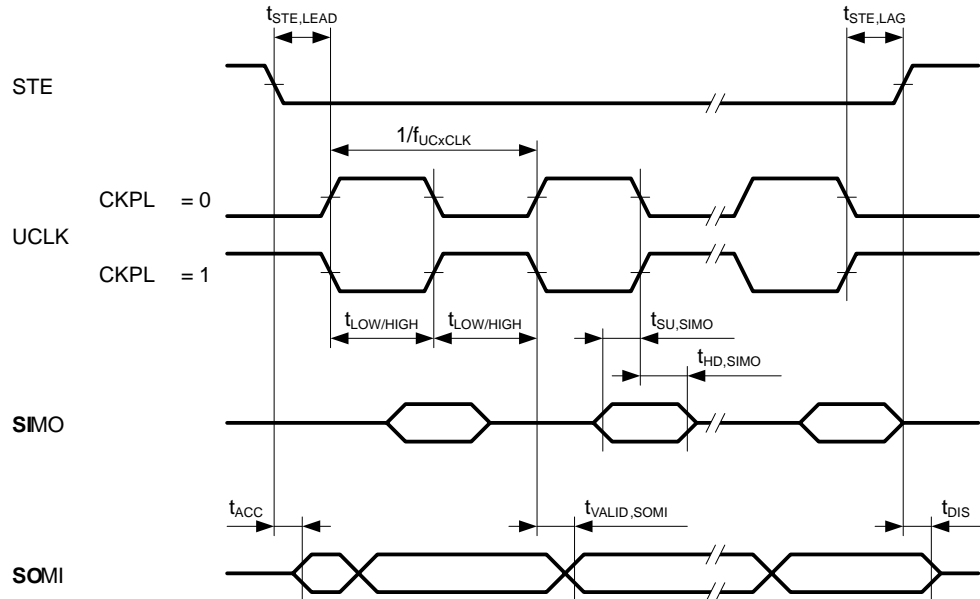 tSTE,LEAD
tSTE,LAG
STE
1/fUCxCLK
CKPL = 0
UCLK
CKPL = 1
tLOW/HIGH tLOW/HIGH
tSU,SIMO
tHD,SIMO
SIMO
tACC
tVALID,SOMI
tDIS
SOMI